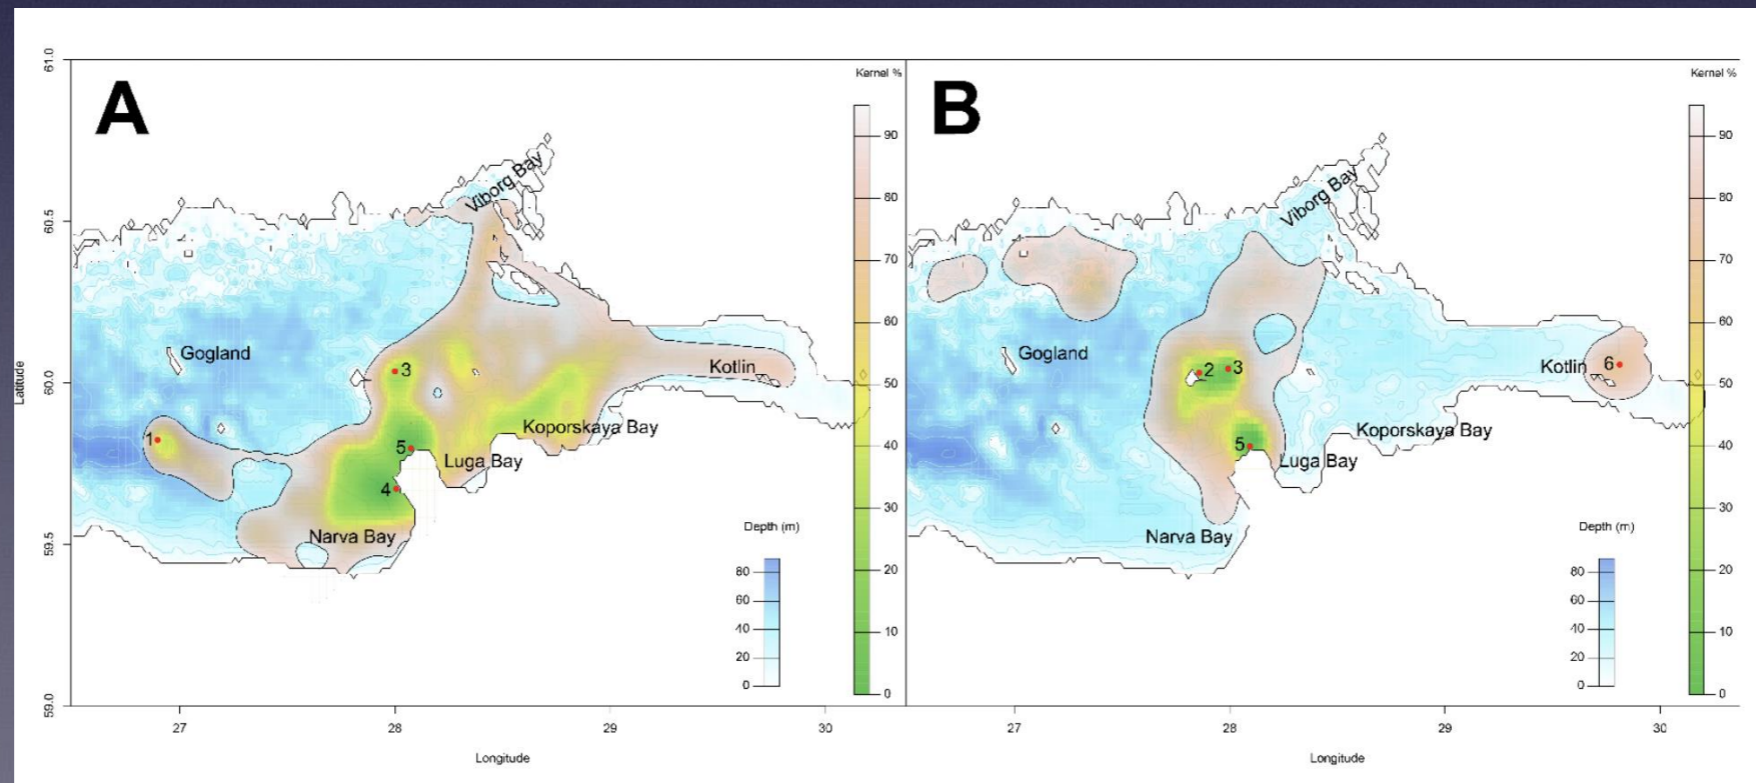 A
B
Kernel %
Kernel %
61.0
60.5
60.0
59.5
59.0
Latitude
Viborg Bay
Gogland
Kotlin
Koporskaya Bay
Luga Bay
Narva Bay
1
3
5
4
Depth (m)
80
60
40
20
0
90
80
70
60
50
40
30
20
10
0
27
28
29
30
Longitude
Viborg Bay
Gogland
Kotlin
Koporskaya Bay
Luga Bay
Narva Bay
2
3
5
6
Depth (m)
80
60
40
20
0
90
80
70
60
50
40
30
20
10
0
27
28
29
30
Longitude